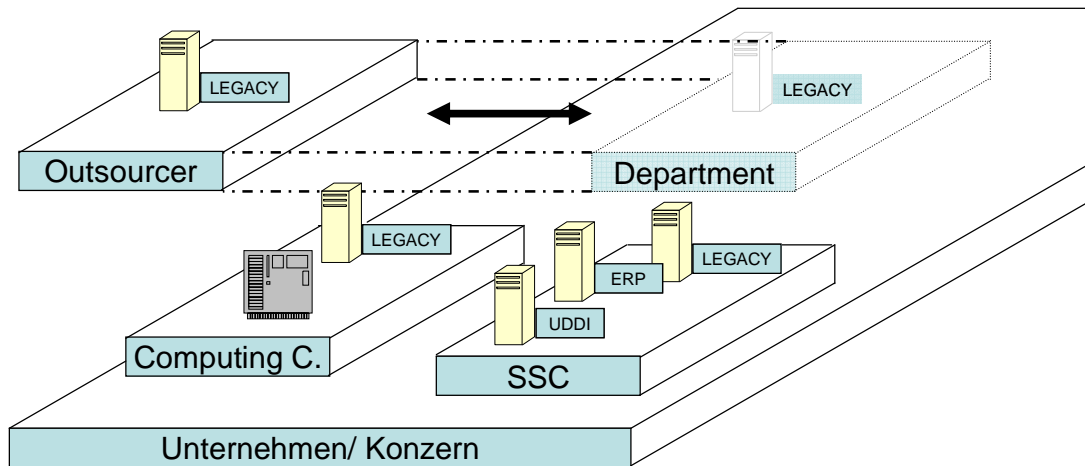 LEGACY
LEGACY
Outsourcer
Department
LEGACY
LEGACY
ERP
UDDI
Computing C.
SSC
Unternehmen/ Konzern